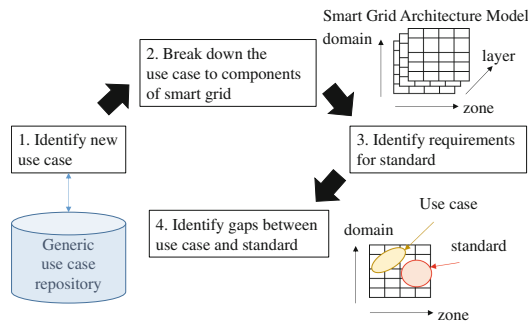 Smart Grid Architecture Model
2. Break down the
use case to components
of smart grid
domain
layer
zone
1. Identify new
use case
3. Identify requirements
for standard
4. Identify gaps between
use case and standard
Generic
use case
repository
Use case
domain
standard
zone